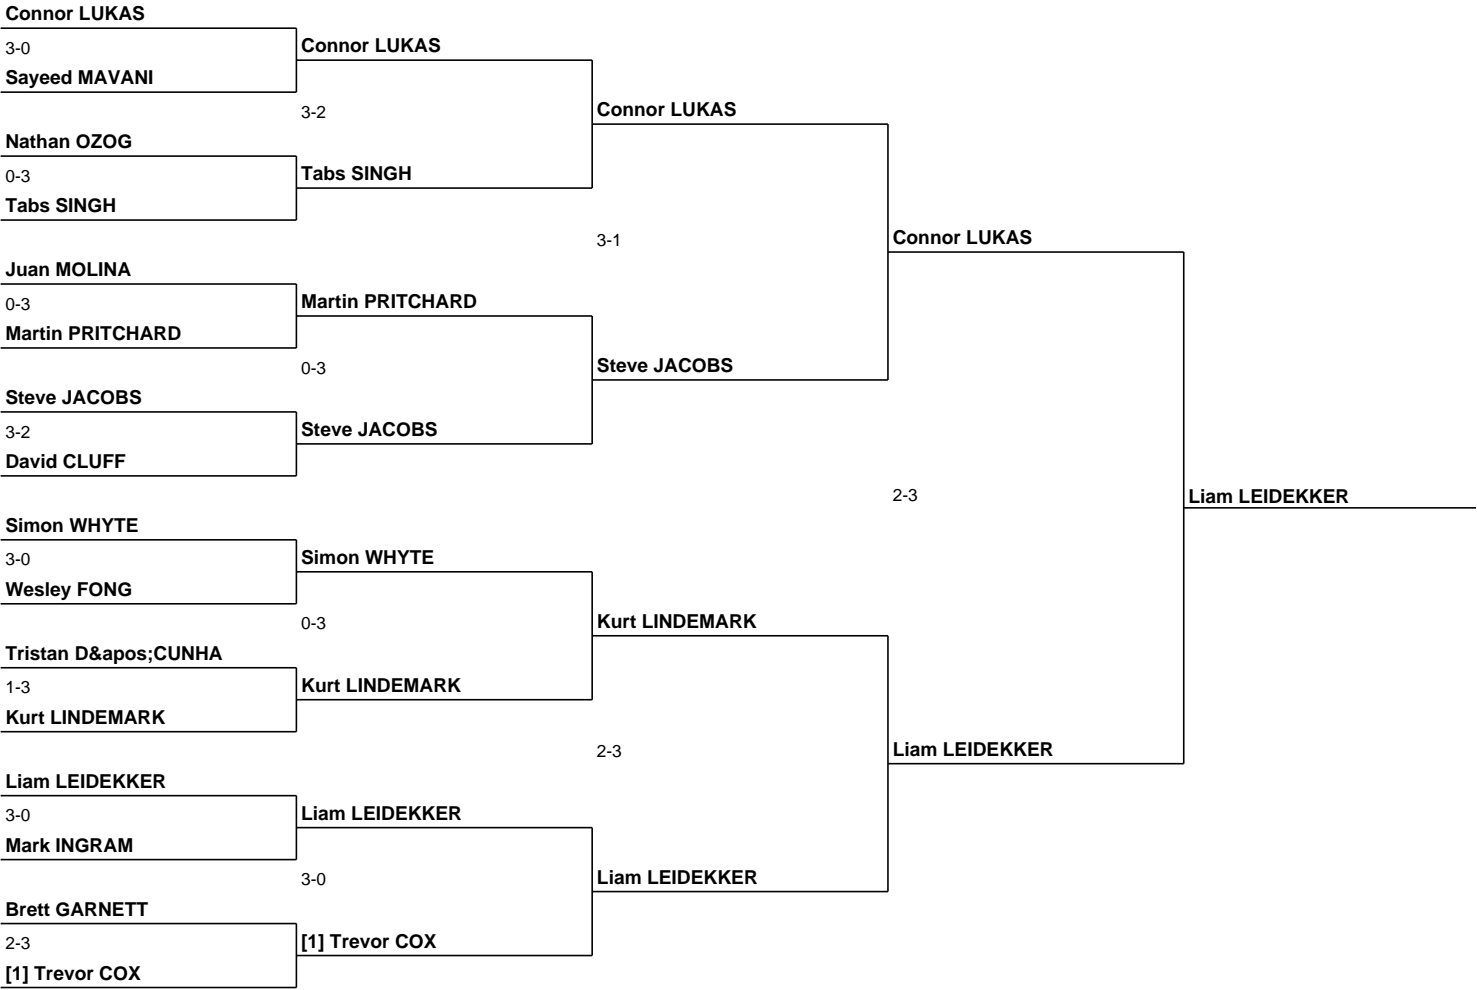 Connor LUKAS
3-0
Connor LUKAS
Sayeed MAVANI
3-2
Connor LUKAS
Nathan OZOG
0-3
Tabs SINGH
Tabs SINGH
3-1
Connor LUKAS
Juan MOLINA
0-3
Martin PRITCHARD
Martin PRITCHARD
0-3
Steve JACOBS
Steve JACOBS
3-2
Steve JACOBS
David CLUFF
2-3
Liam LEIDEKKER
Simon WHYTE
3-0
Simon WHYTE
Wesley FONG
0-3
Kurt LINDEMARK
Tristan D&apos;CUNHA
1-3
Kurt LINDEMARK
Kurt LINDEMARK
2-3
Liam LEIDEKKER
Liam LEIDEKKER
3-0
Liam LEIDEKKER
Mark INGRAM
3-0
Liam LEIDEKKER
Brett GARNETT
2-3
[1] Trevor COX
[1] Trevor COX